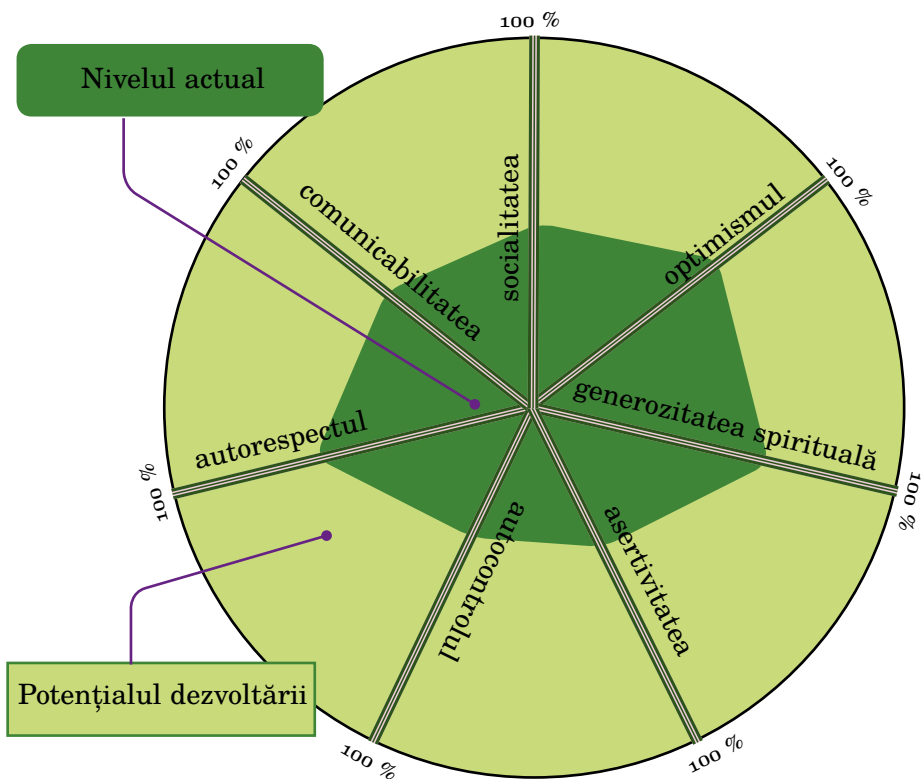 100 %
Nivelul actual
100 %
100 %
comunicabilitatea
socialitatea
optimismul
generozitatea spirituală
autorespectul
100 %
100 %
autocontrolul
asertivitatea
Potențialul dezvoltării
100 %
100 %